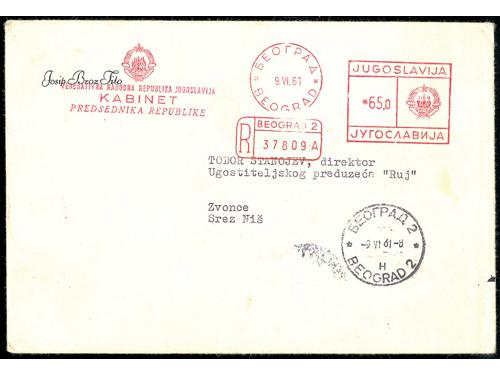 Josip Broz Tito
FEDERATIVNA NARODNA REPUBLIKA JUGOSLAVIJA
KABINET
PREDSEDNIKA REPUBLIKE
БЕОГРАД
9.VI.61
BEOGRAD
JUGOSLAVIJA
*65,0
ЈУГОСЛАВИЈА
R
BEOGRAD 2
37809 A
TODOR STANOJEV, direktor
Ugostiteljskog preduzeća "Ruj"
Zvonce
Srez Niš
БЕОГРАД 2
-9 VI 61-8
H
BEOGRAD 2